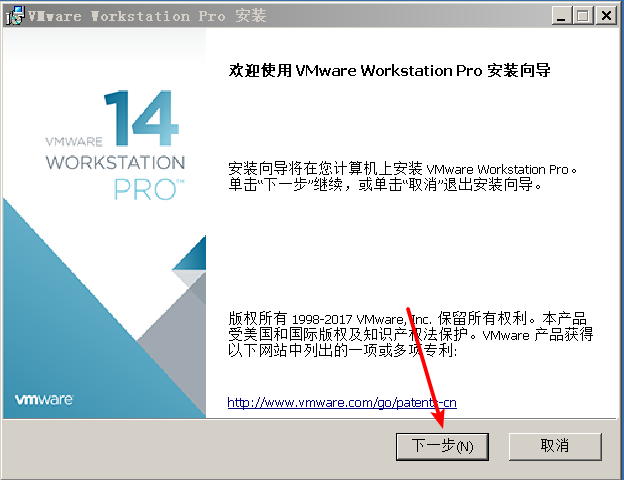 VMware Workstation Pro 安装
欢迎使用 VMware Workstation Pro 安装向导
14
VMWARE
WORKSTATION
PRO™
安装向导将在您计算机上安装 VMware Workstation Pro。
单击“下一步”继续，或单击“取消”退出安装向导。
版权所有 1998-2017 VMware, Inc. 保留所有权利。本产品
受美国和国际版权及知识产权法保护。VMware 产品获得
以下网站中列出的一项或多项专利:
http://www.vmware.com/go/patents-cn
vmware
下一步(N)
取消